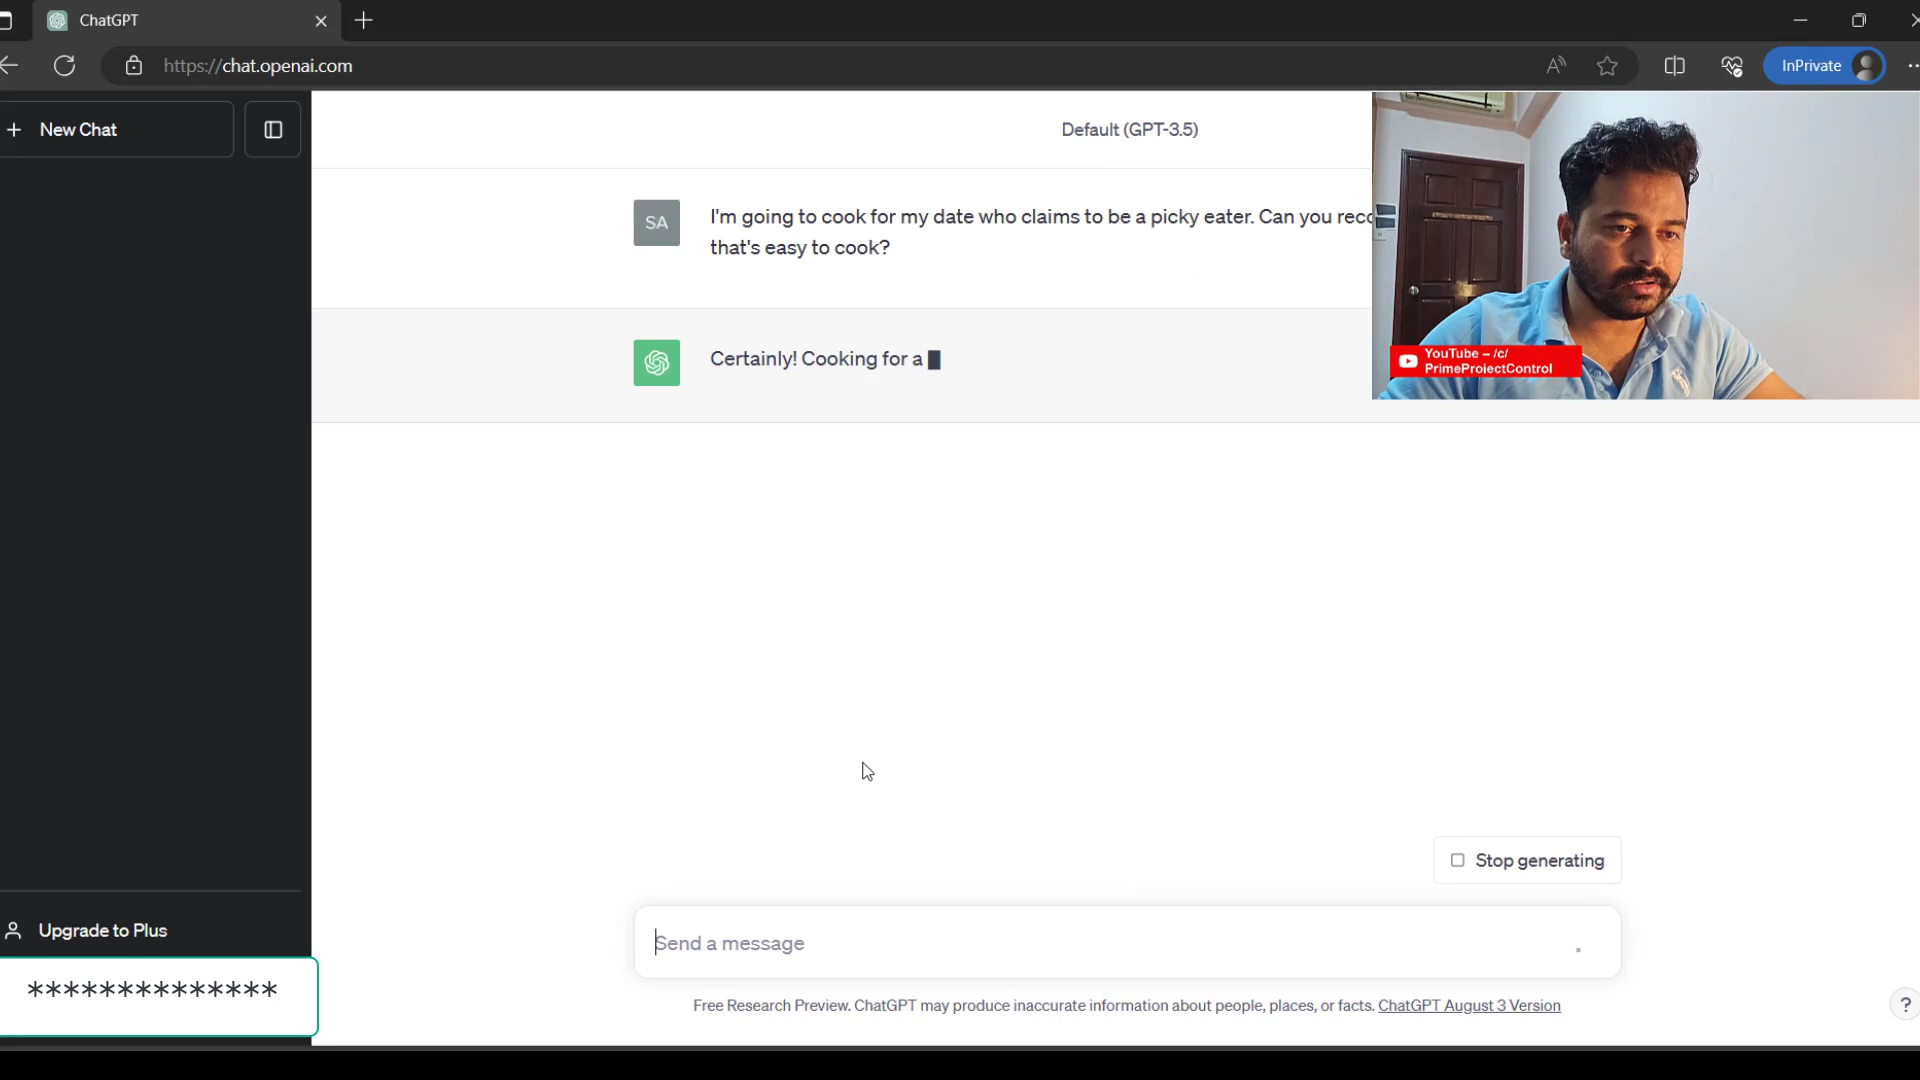 ChatGPT
https://chat.openai.com
InPrivate
New Chat
Default (GPT-3.5)
SA
I'm going to cook for my date who claims to be a picky eater. Can you reco
that's easy to cook?
Certainly! Cooking for a
YouTube – /c/
PrimeProjectControl
Stop generating
Upgrade to Plus
Send a message
**************
Free Research Preview. ChatGPT may produce inaccurate information about people, places, or facts. ChatGPT August 3 Version
?